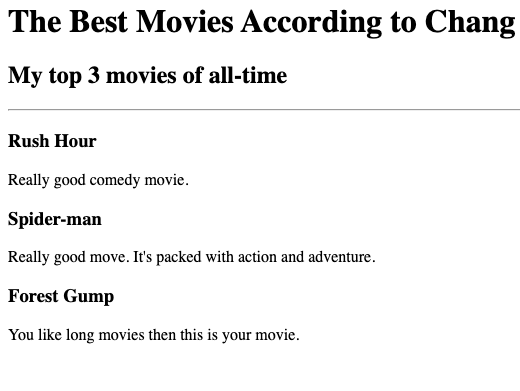 The Best Movies According to Chang
My top 3 movies of all-time
Rush Hour
Really good comedy movie.
Spider-man
Really good move. It's packed with action and adventure.
Forest Gump
You like long movies then this is your movie.